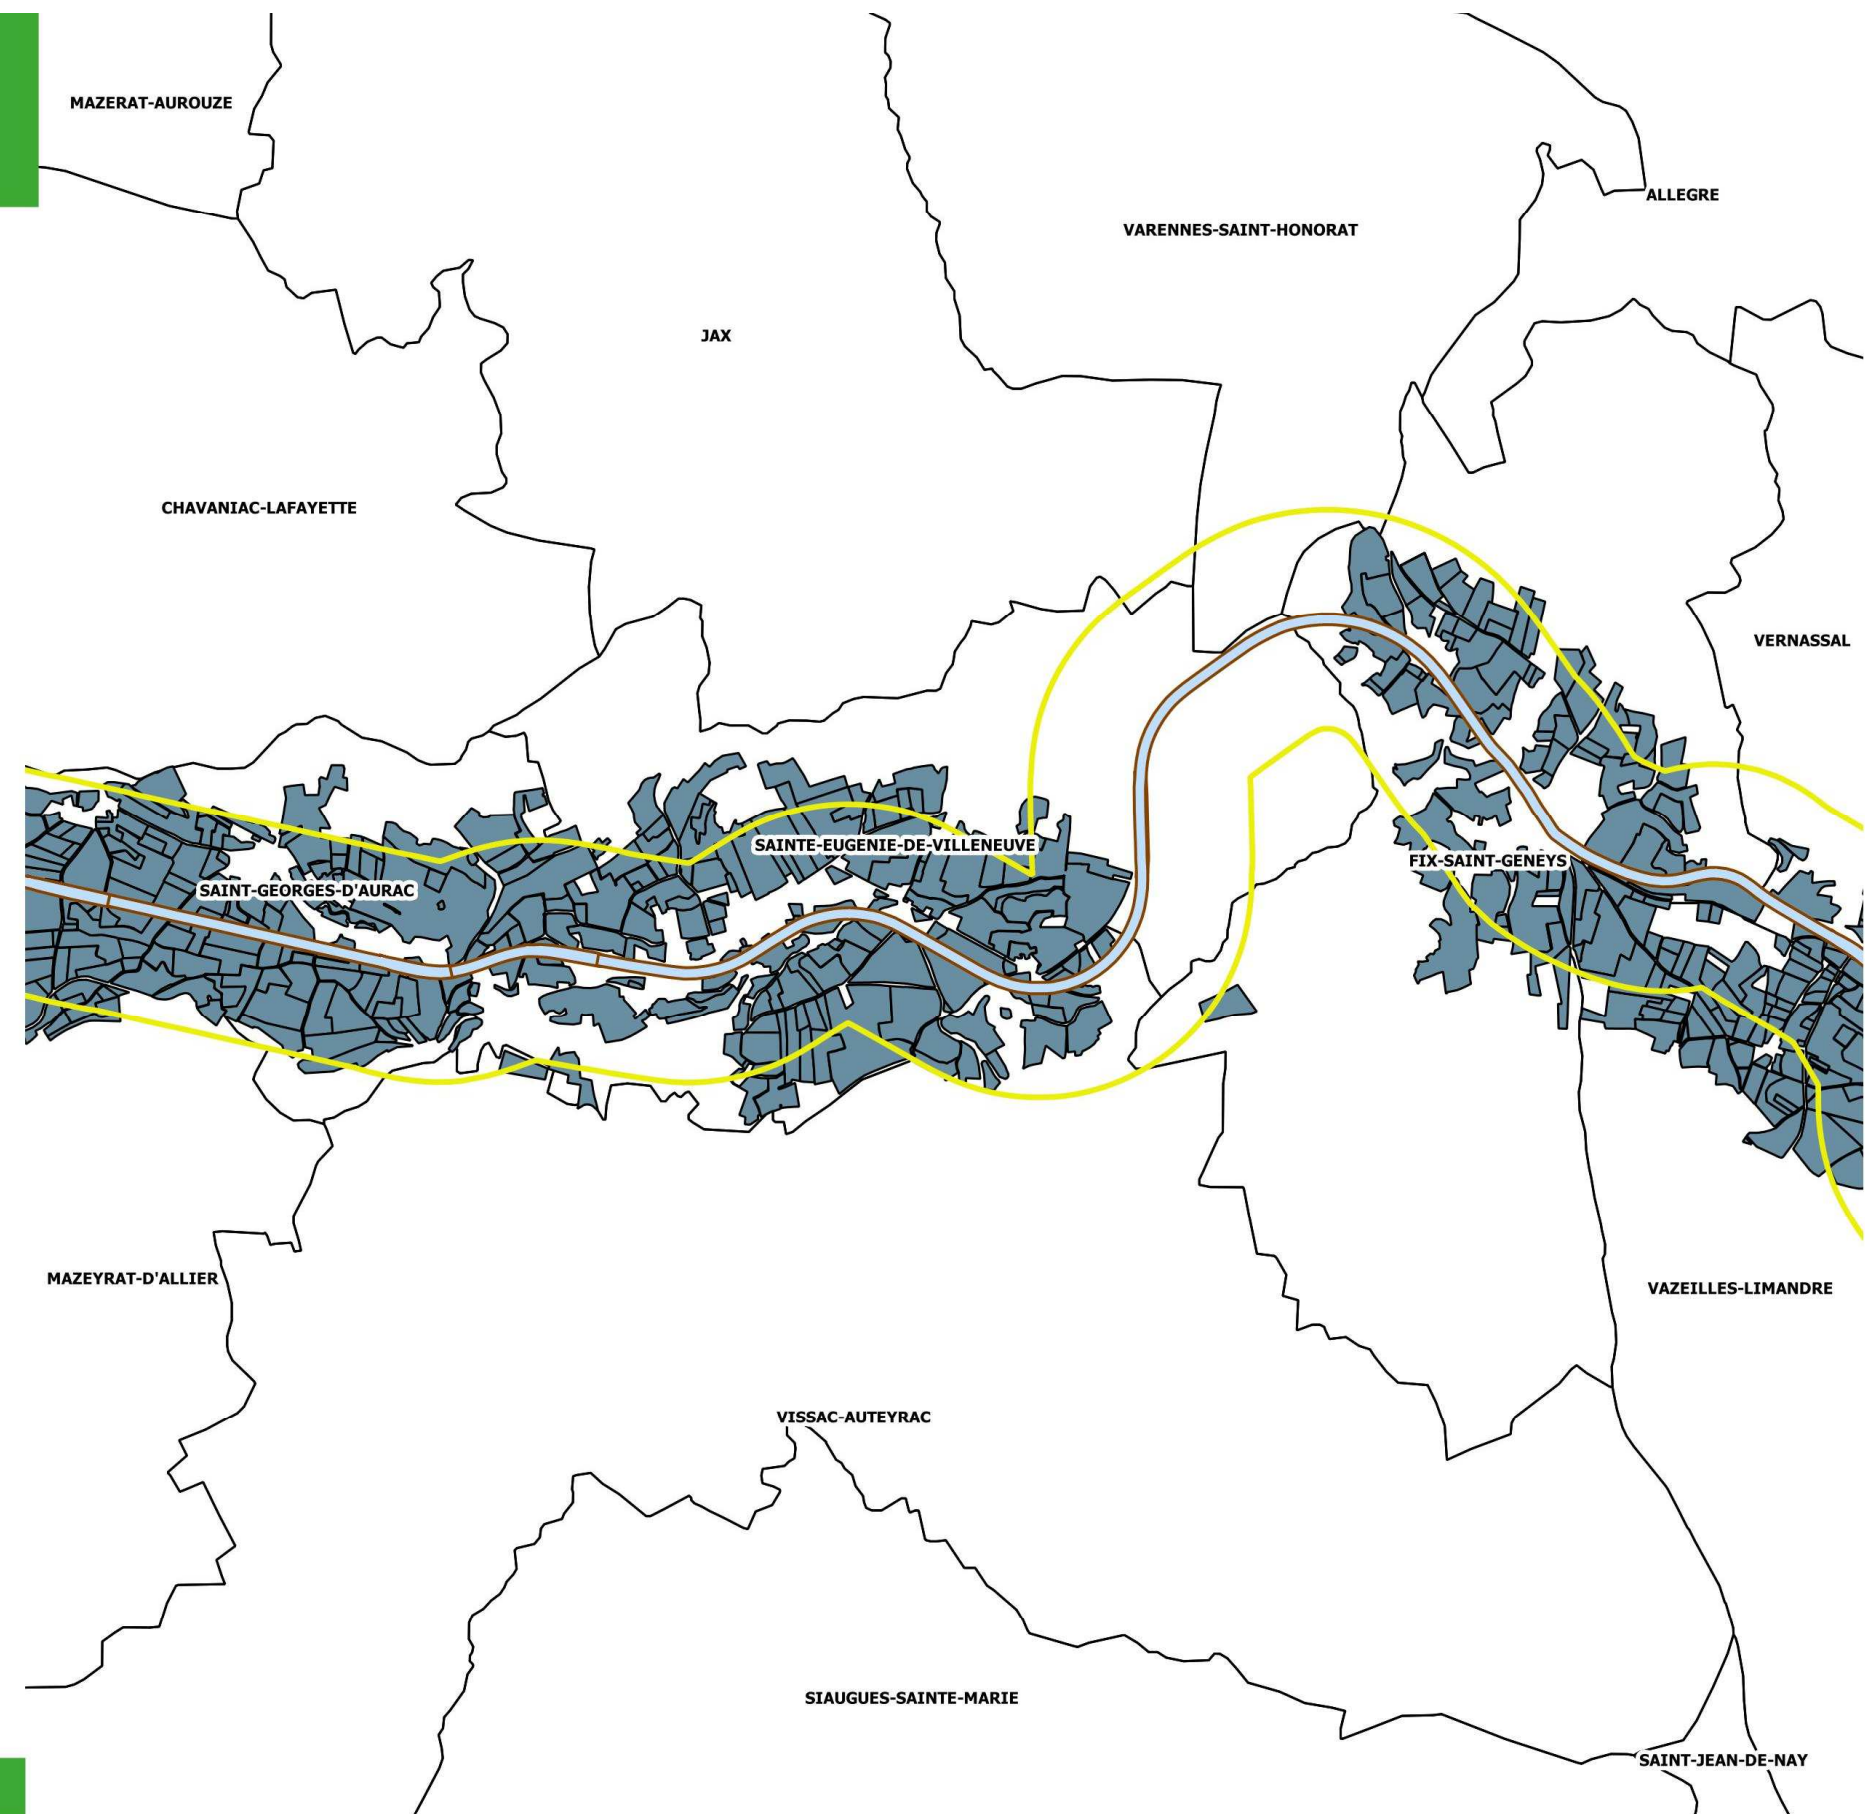 MAZERAT-AUROUZE
ALLEGRE
VARENNES-SAINT-HONORAT
JAX
CHAVANIAC-LAFAYETTE
VERNASSAL
SAINTE-EUGENIE-DE-VILLENEUVE
FIX-SAINT-GENEYS
SAINT-GEORGES-D'AURAC
MAZEYRAT-D'ALLIER
VAZEILLES-LIMANDRE
VISSAC-AUTEYRAC
SIAUGUES-SAINTE-MARIE
SAINT-JEAN-DE-NAY